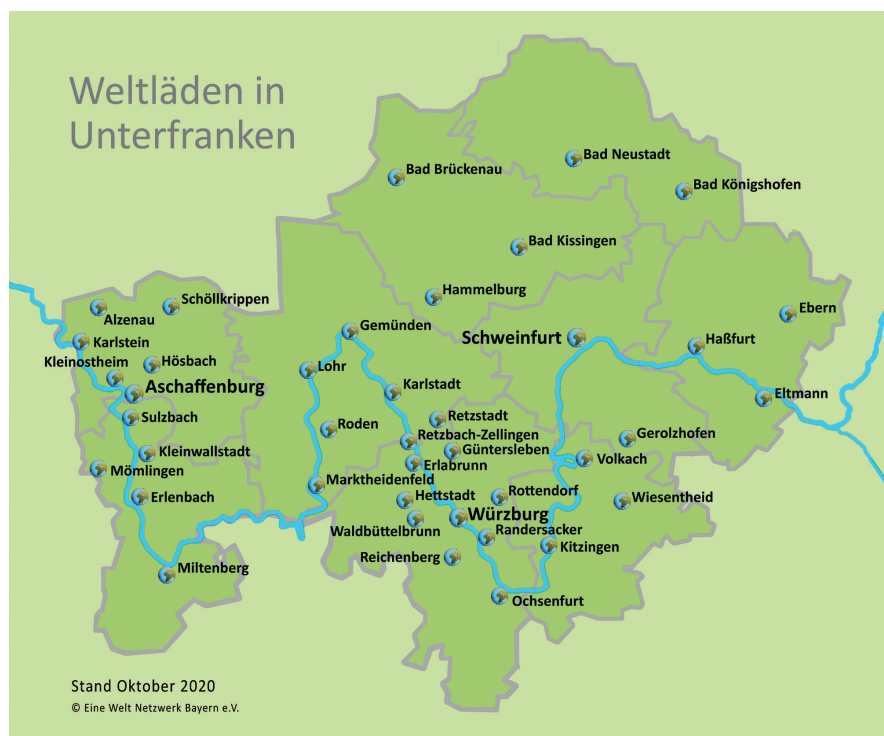 Weltläden in
Unterfranken
Bad Neustadt
Bad Brückenau
Bad Königshofen
Bad Kissingen
Hammelburg
Schöllkrippen
Alzenau
Ebern
Gemünden
Schweinfurt
Karlstein
Haßfurt
Kleinostheim
Hösbach
Lohr
Aschaffenburg
Karlstadt
Eltmann
Sulzbach
Retzstadt
Roden
Retzbach-Zellingen
Gerolzhofen
Kleinwallstadt
Güntersleben
Volkach
Erlabrunn
Mömlingen
Marktheidenfeld
Hettstadt
Rottendorf
Wiesentheid
Erlenbach
Würzburg
Waldbüttelbrunn
Randersacker
Kitzingen
Reichenberg
Miltenberg
Ochsenfurt
Stand Oktober 2020
© Eine Welt Netzwerk Bayern e.V.